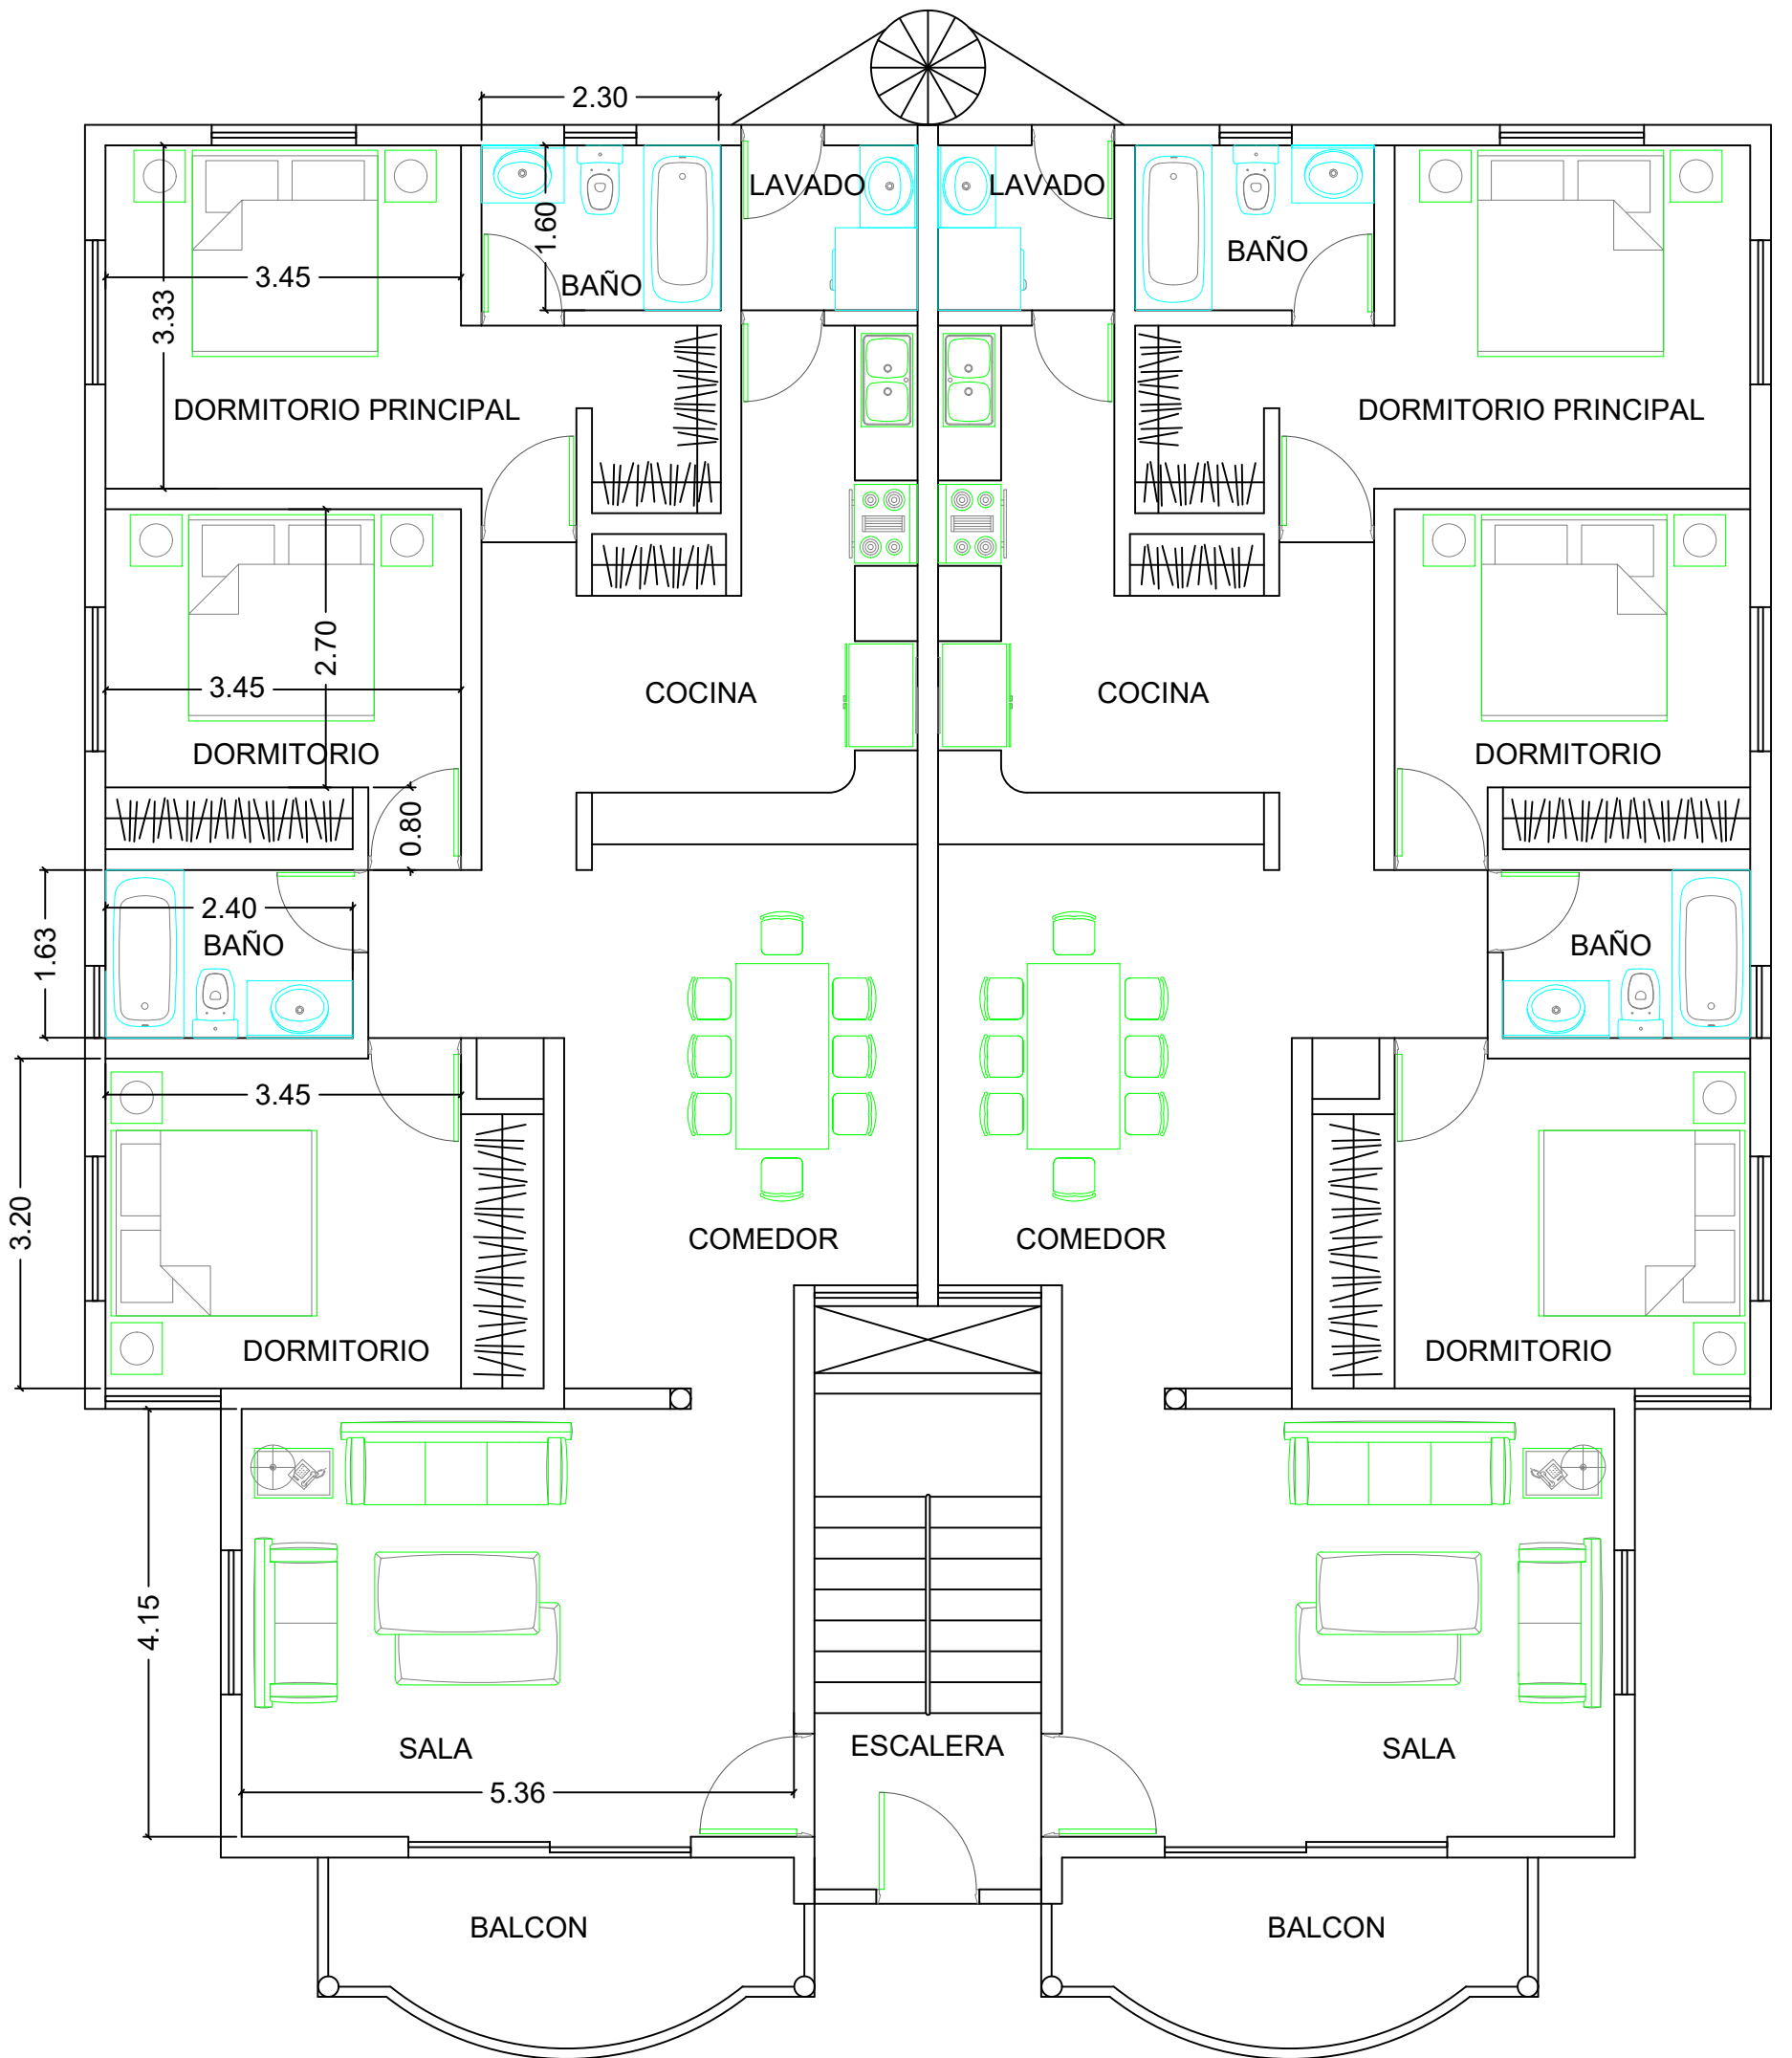 2.30
LAVADO
LAVADO
1.60
BAÑO
BAÑO
3.45
3.33
DORMITORIO PRINCIPAL
DORMITORIO PRINCIPAL
2.70
3.45
COCINA
COCINA
DORMITORIO
DORMITORIO
0.80
2.40
1.63
BAÑO
BAÑO
3.45
3.20
COMEDOR
COMEDOR
DORMITORIO
DORMITORIO
4.15
SALA
ESCALERA
SALA
5.36
BALCON
BALCON